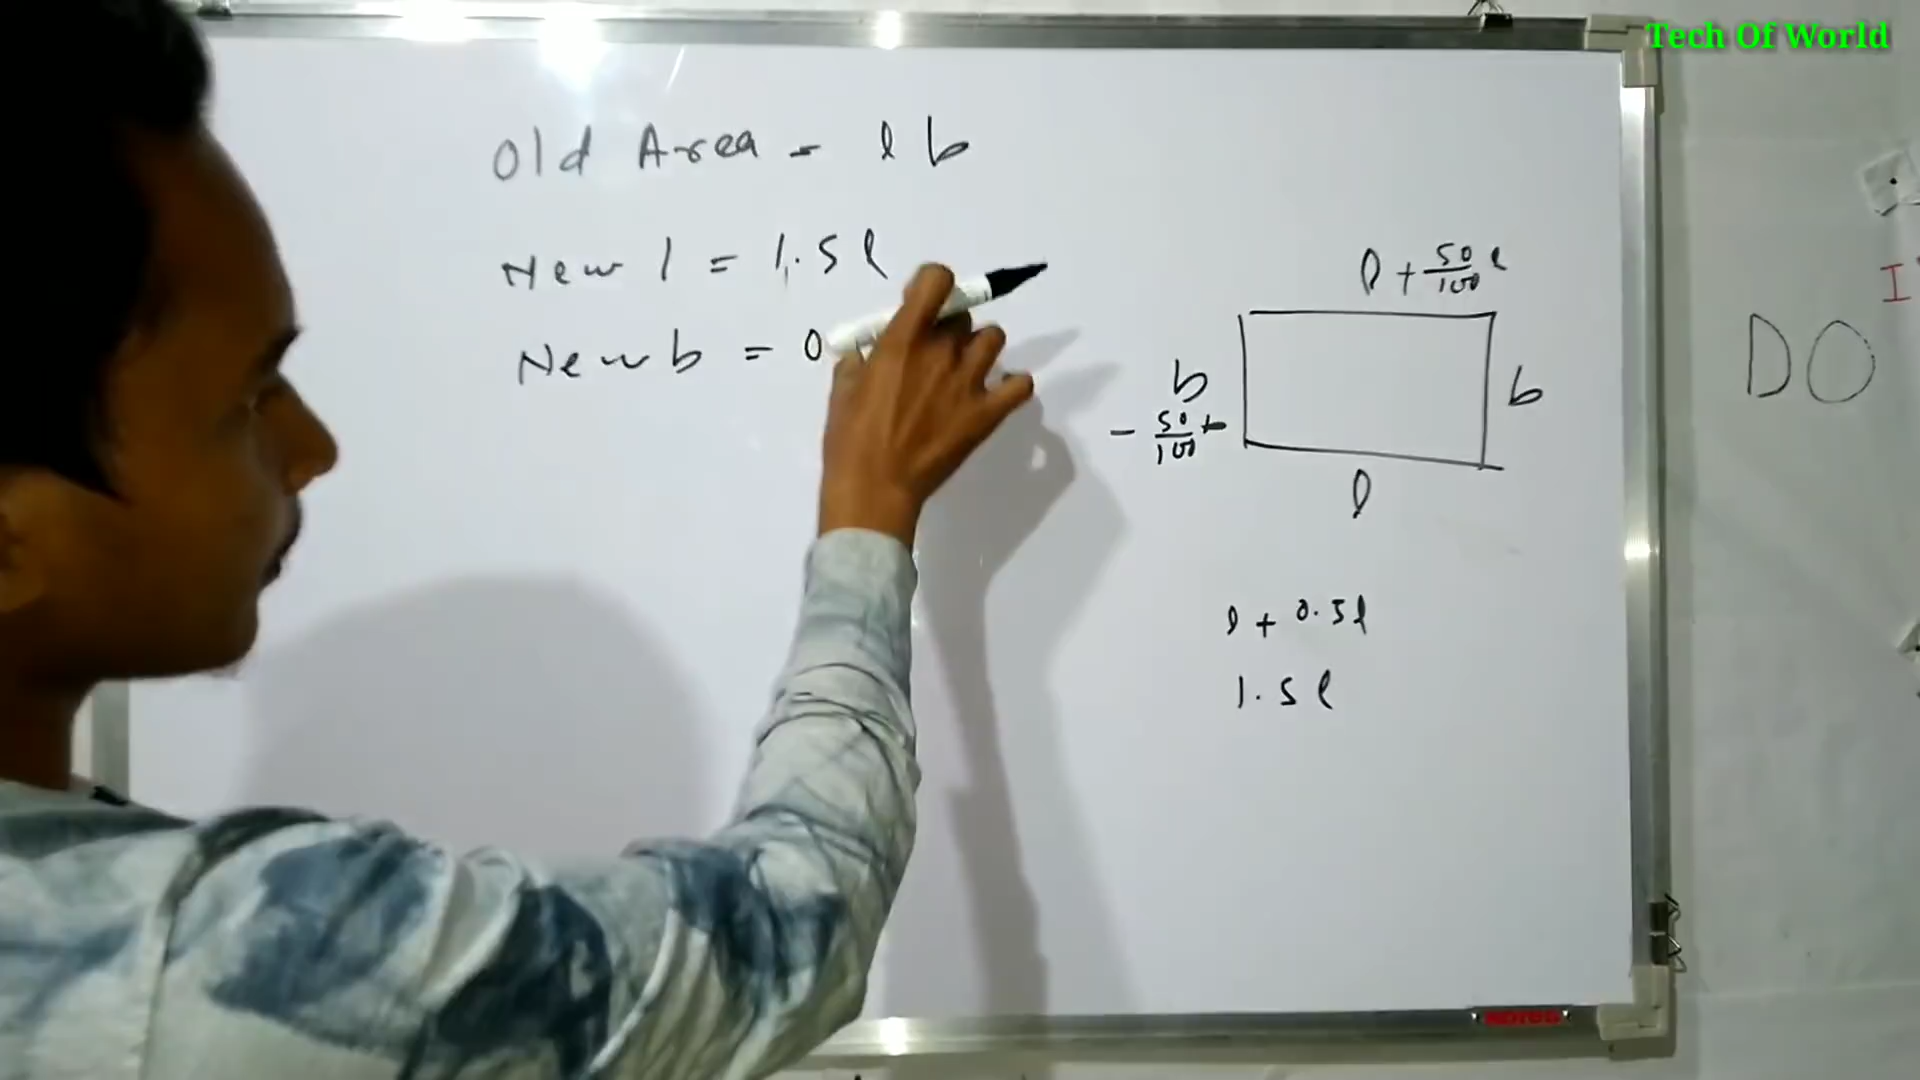 Tech Of World
Old Area = l b
New l = 1.5 l
New b = 0
l + 50/100 l
b
- 50/100 b
b
l
l + 0.5 l
1.5 l
DO